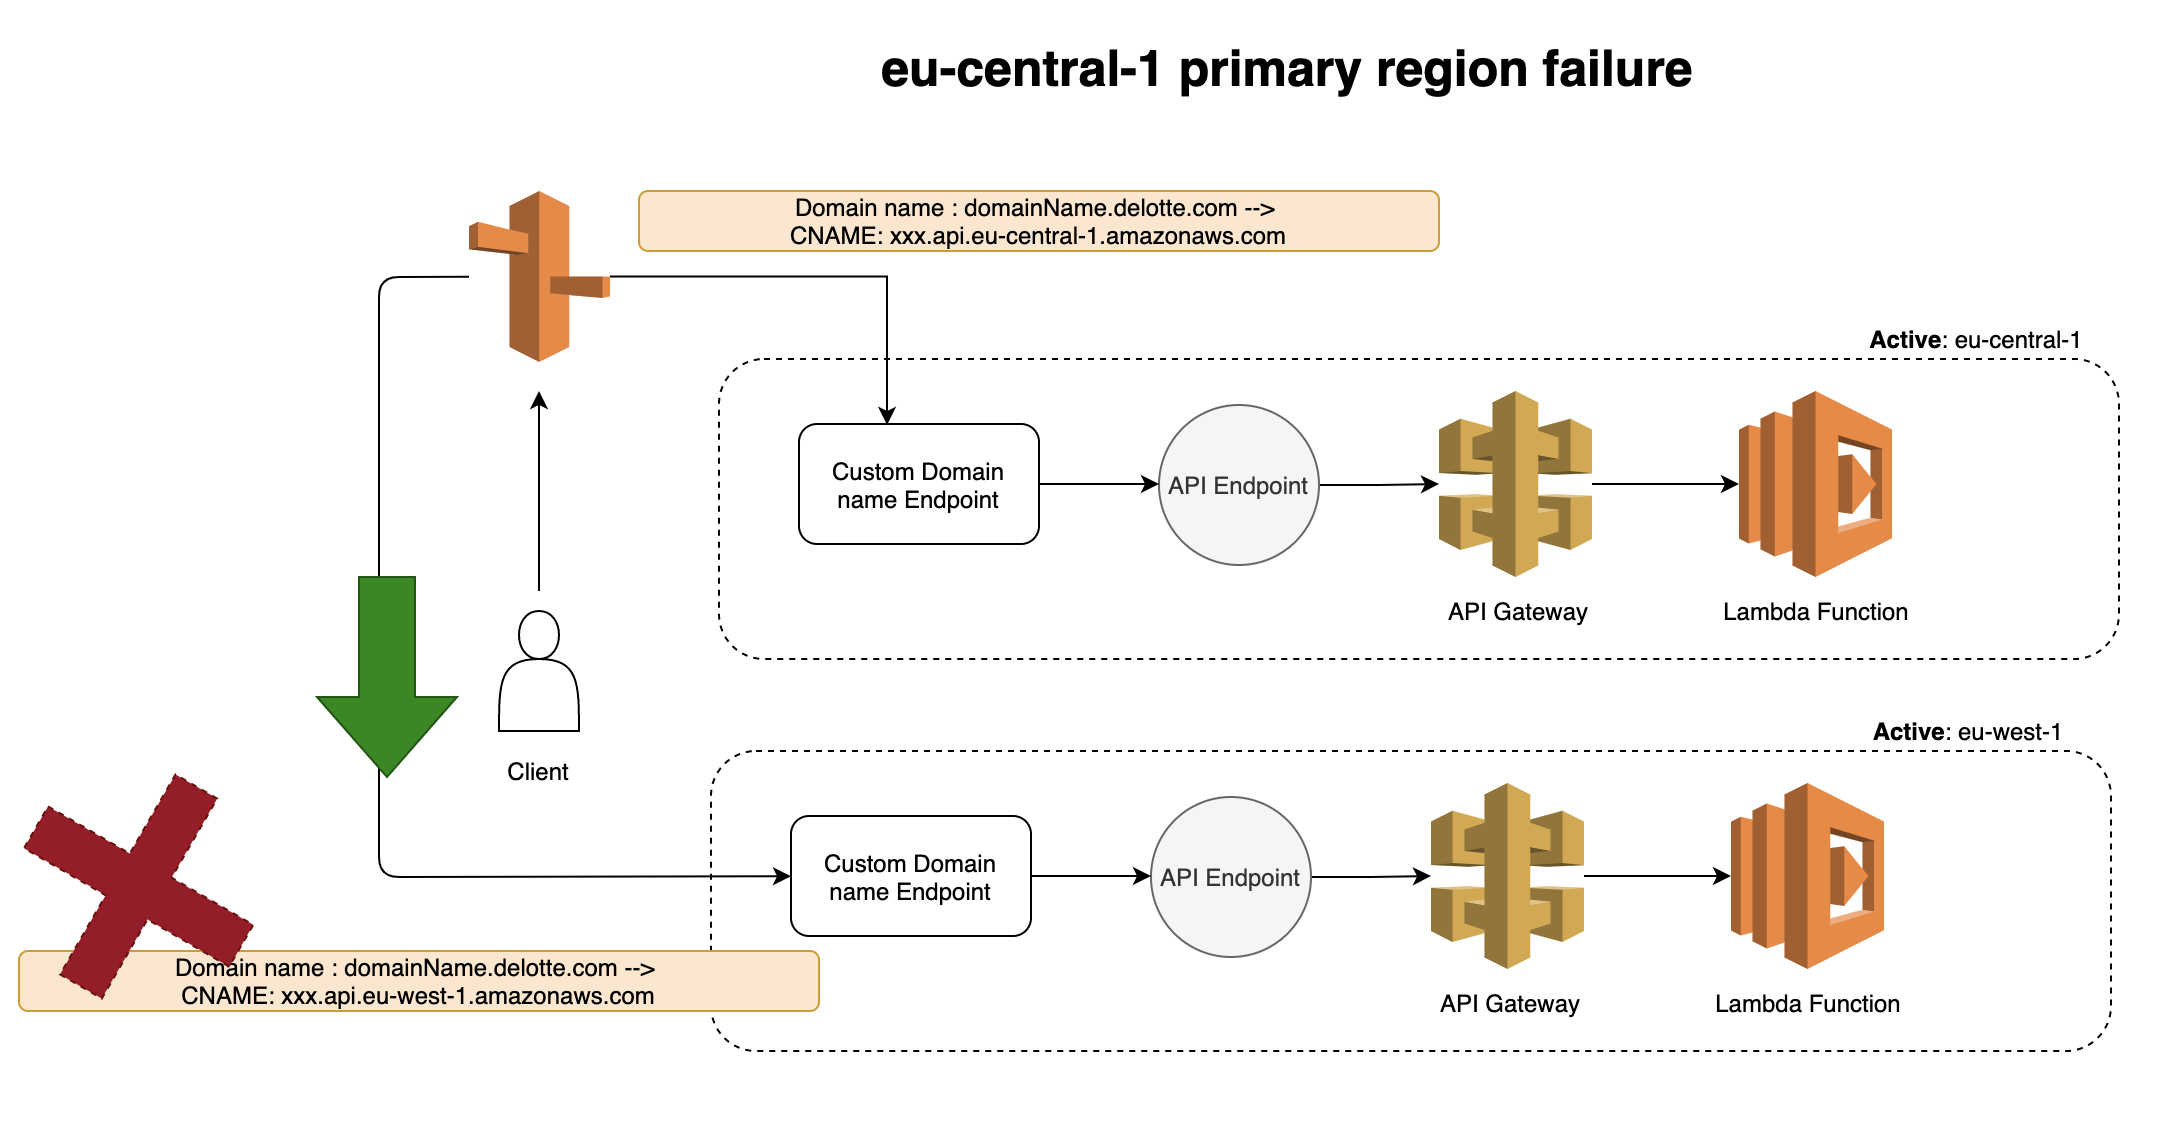 eu-central-1 primary region failure
Domain name : domainName.delotte.com -->
CNAME: xxx.api.eu-central-1.amazonaws.com
Active: eu-central-1
Custom Domain
name Endpoint
API Endpoint
API Gateway
Lambda Function
Client
Active: eu-west-1
Custom Domain
name Endpoint
API Endpoint
API Gateway
Lambda Function
Domain name : domainName.delotte.com -->
CNAME: xxx.api.eu-west-1.amazonaws.com